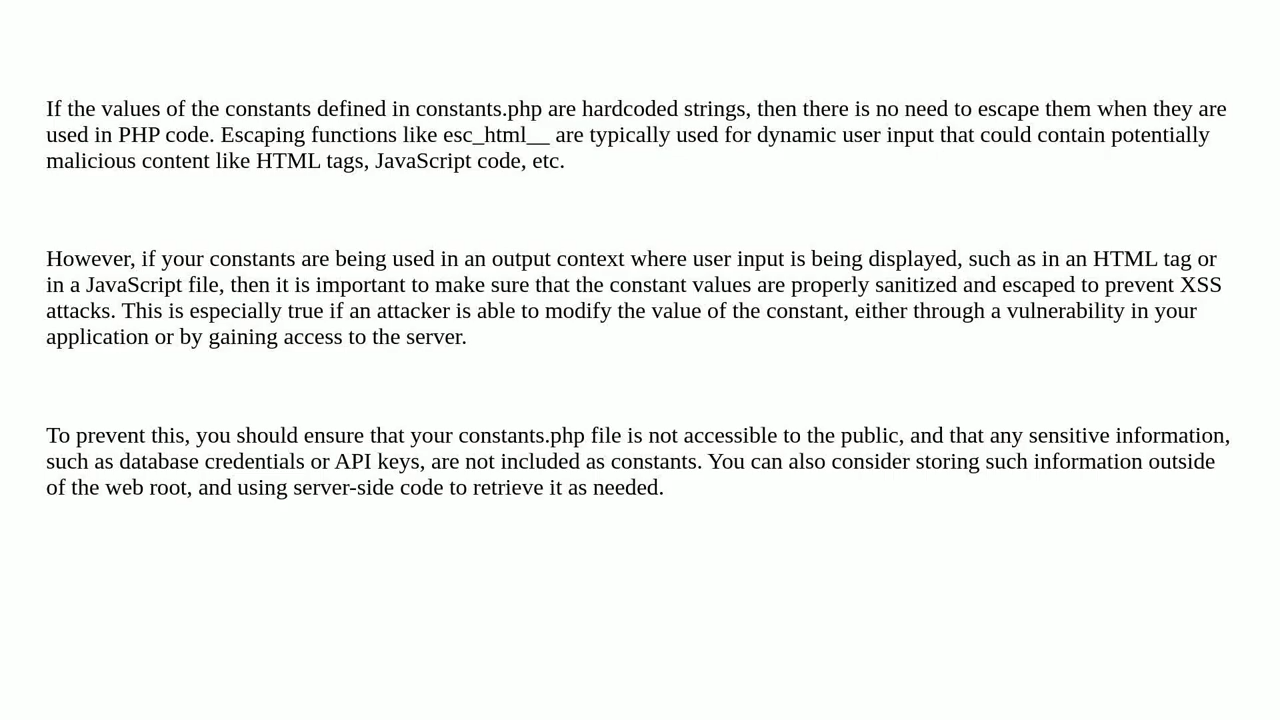 If the values of the constants defined in constants.php are hardcoded strings, then there is no need to escape them when they are
used in PHP code. Escaping functions like esc_html__ are typically used for dynamic user input that could contain potentially
malicious content like HTML tags, JavaScript code, etc.
However, if your constants are being used in an output context where user input is being displayed, such as in an HTML tag or
in a JavaScript file, then it is important to make sure that the constant values are properly sanitized and escaped to prevent XSS
attacks. This is especially true if an attacker is able to modify the value of the constant, either through a vulnerability in your
application or by gaining access to the server.
To prevent this, you should ensure that your constants.php file is not accessible to the public, and that any sensitive information,
such as database credentials or API keys, are not included as constants. You can also consider storing such information outside
of the web root, and using server-side code to retrieve it as needed.